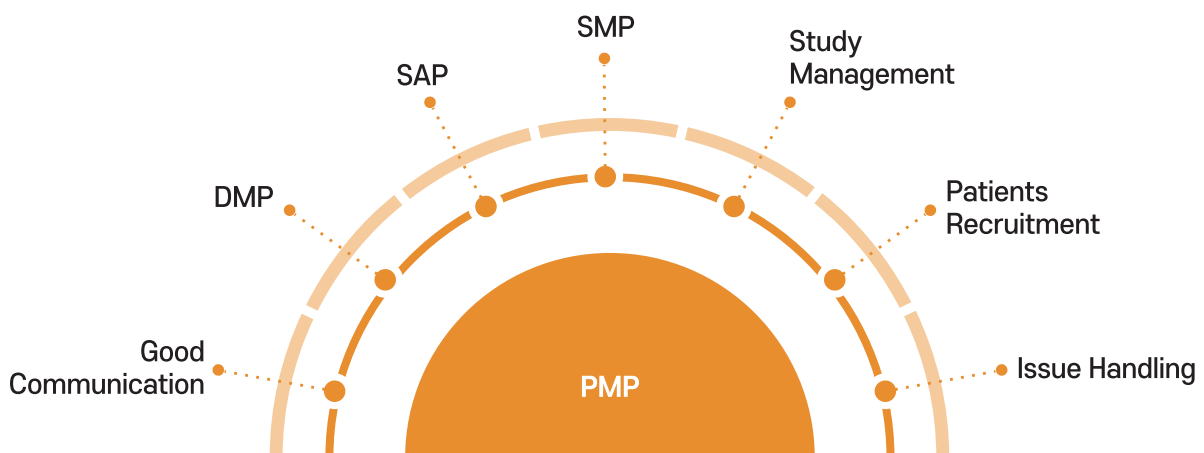 SMP
Study
Management
SAP
DMP
Patients
Recruitment
Good
Communication
Issue Handling
PMP